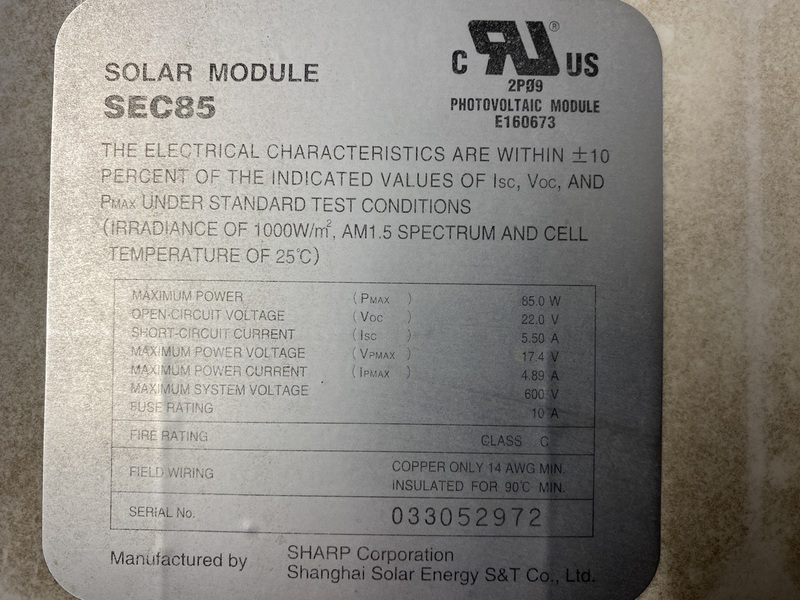 SOLAR MODULE
SEC85
C RU® US
2P09
PHOTOVOLTAIC MODULE
E160673
THE ELECTRICAL CHARACTERISTICS ARE WITHIN ±10
PERCENT OF THE INDICATED VALUES OF Isc, Voc, AND
PMAX UNDER STANDARD TEST CONDITIONS
(IRRADIANCE OF 1000W/m², AM1.5 SPECTRUM AND CELL
TEMPERATURE OF 25℃)
MAXIMUM POWER (PMAX) 85.0 W
OPEN-CIRCUIT VOLTAGE (Voc) 22.0 V
SHORT-CIRCUIT CURRENT (Isc) 5.50 A
MAXIMUM POWER VOLTAGE (VPMAX) 17.4 V
MAXIMUM POWER CURRENT (IPMAX) 4.89 A
MAXIMUM SYSTEM VOLTAGE 600 V
FUSE RATING 10 A
FIRE RATING CLASS C
FIELD WIRING COPPER ONLY 14 AWG MIN.
INSULATED FOR 90℃ MIN.
SERIAL No. 033052972
Manufactured by SHARP Corporation
Shanghai Solar Energy S&T Co., Ltd.